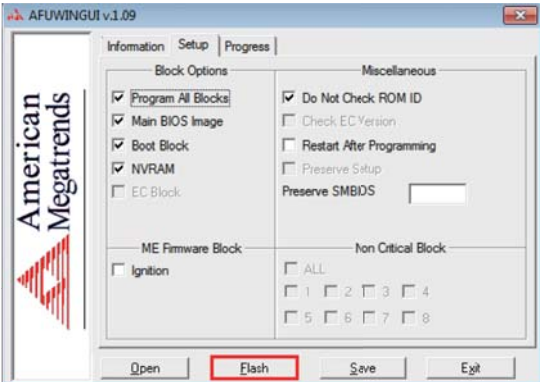 AFUWINGUI v.1.09
American
Megatrends
Information Setup Progress
Block Options
Program All Blocks
Main BIOS Image
Boot Block
NVRAM
EC Block
Miscellaneous
Do Not Check ROM ID
Check EC Version
Restart After Programming
Preserve Setup
Preserve SMBIOS
ME Firmware Block
Ignition
Non Critical Block
ALL
1 2 3 4
5 6 7 8
Open Flash Save Exit